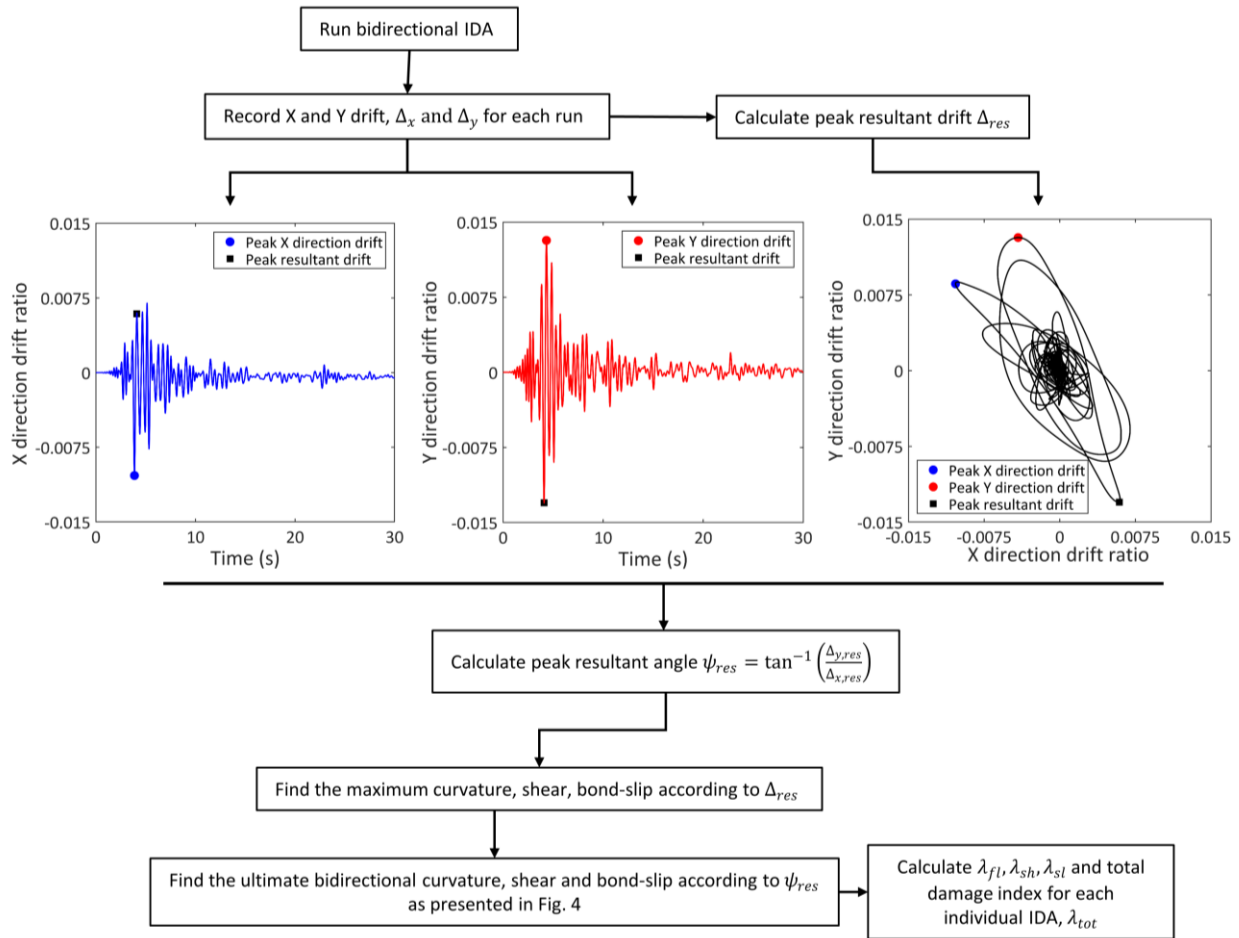 Run bidirectional IDA
Record X and Y drift, Δx and Δy for each run
Calculate peak resultant drift Δres
0.015
0.0075
0
-0.0075
-0.015
X direction drift ratio
Peak X direction drift
Peak resultant drift
0
10
20
30
Time (s)
0.015
0.0075
0
-0.0075
-0.015
Y direction drift ratio
Peak Y direction drift
Peak resultant drift
0
10
20
30
Time (s)
0.015
0.0075
0
-0.0075
-0.015
Y direction drift ratio
Peak X direction drift
Peak Y direction drift
Peak resultant drift
-0.015
-0.0075
0
0.0075
0.015
X direction drift ratio
Calculate peak resultant angle ψres = tan⁻¹(Δy,res/Δx,res)
Find the maximum curvature, shear, bond-slip according to Δres
Find the ultimate bidirectional curvature, shear and bond-slip according to ψres
as presented in Fig. 4
Calculate λfl, λsh, λsl and total
damage index for each
individual IDA, λtot